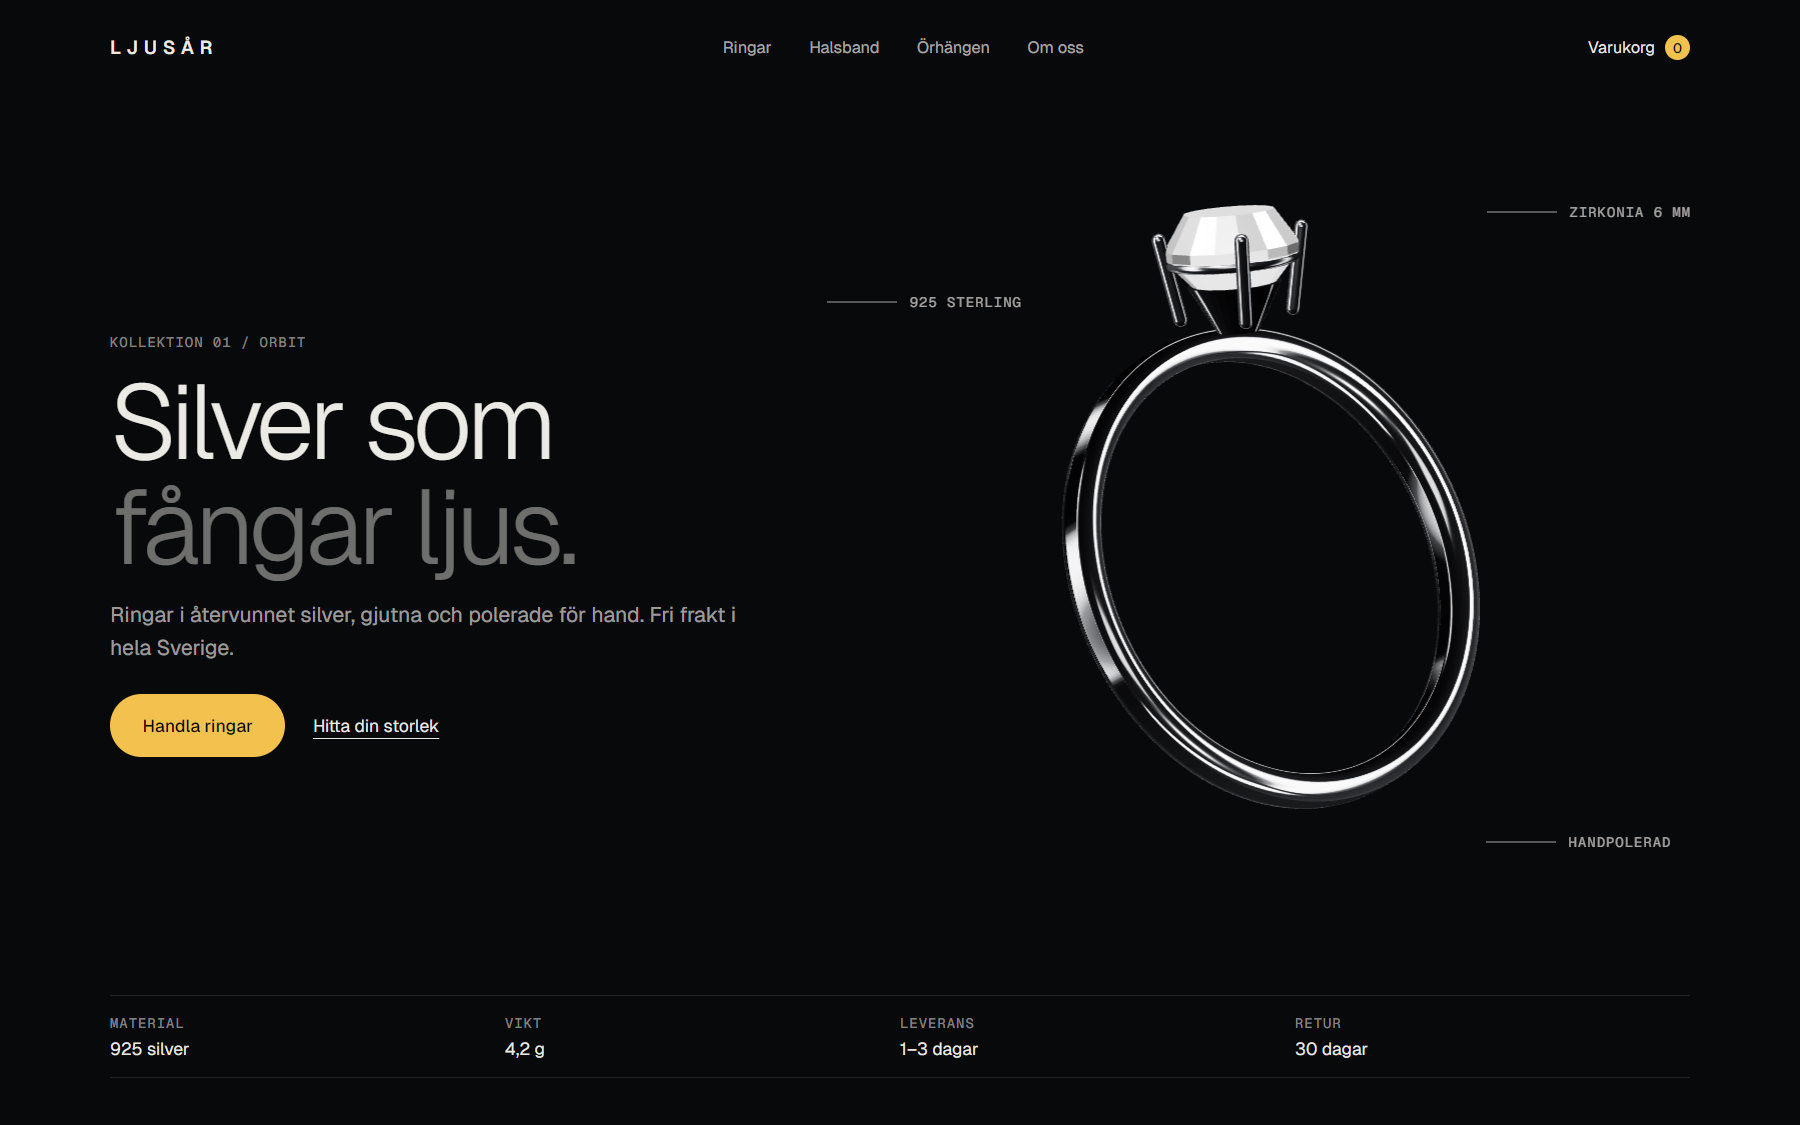 LJUSÅR
Ringar
Halsband
Örhängen
Om oss
Varukorg 0
ZIRKONIA 6 MM
925 STERLING
KOLLEKTION 01 / ORBIT
Silver som
fångar ljus.
Ringar i återvunnet silver, gjutna och polerade för hand. Fri frakt i
hela Sverige.
Handla ringar
Hitta din storlek
HANDPOLERAD
MATERIAL
925 silver
VIKT
4,2 g
LEVERANS
1–3 dagar
RETUR
30 dagar